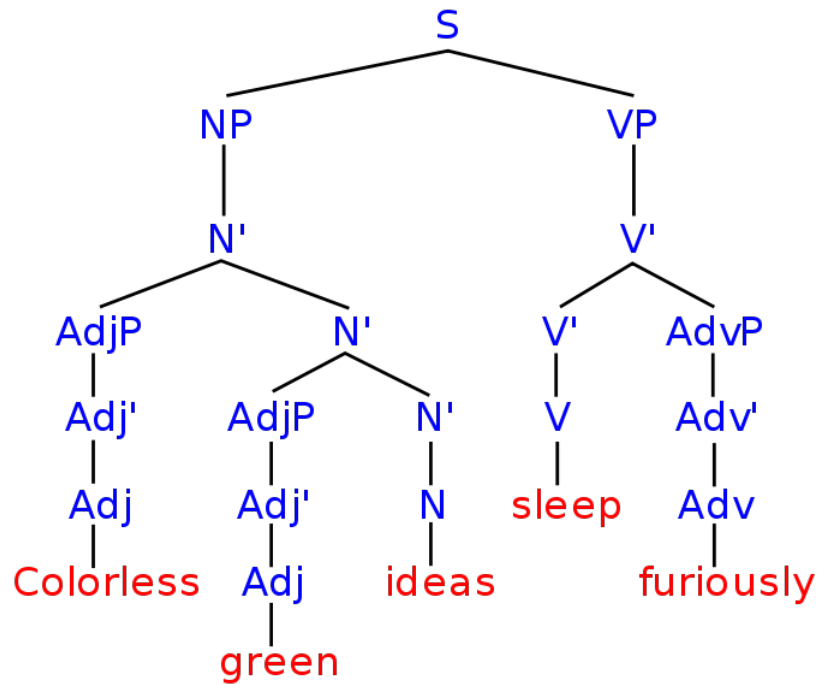 S
NP VP
N' V'
AdjP N' V' AdvP
Adj' AdjP N' V Adv'
Adj Adj' N sleep Adv
Colorless Adj ideas furiously
green